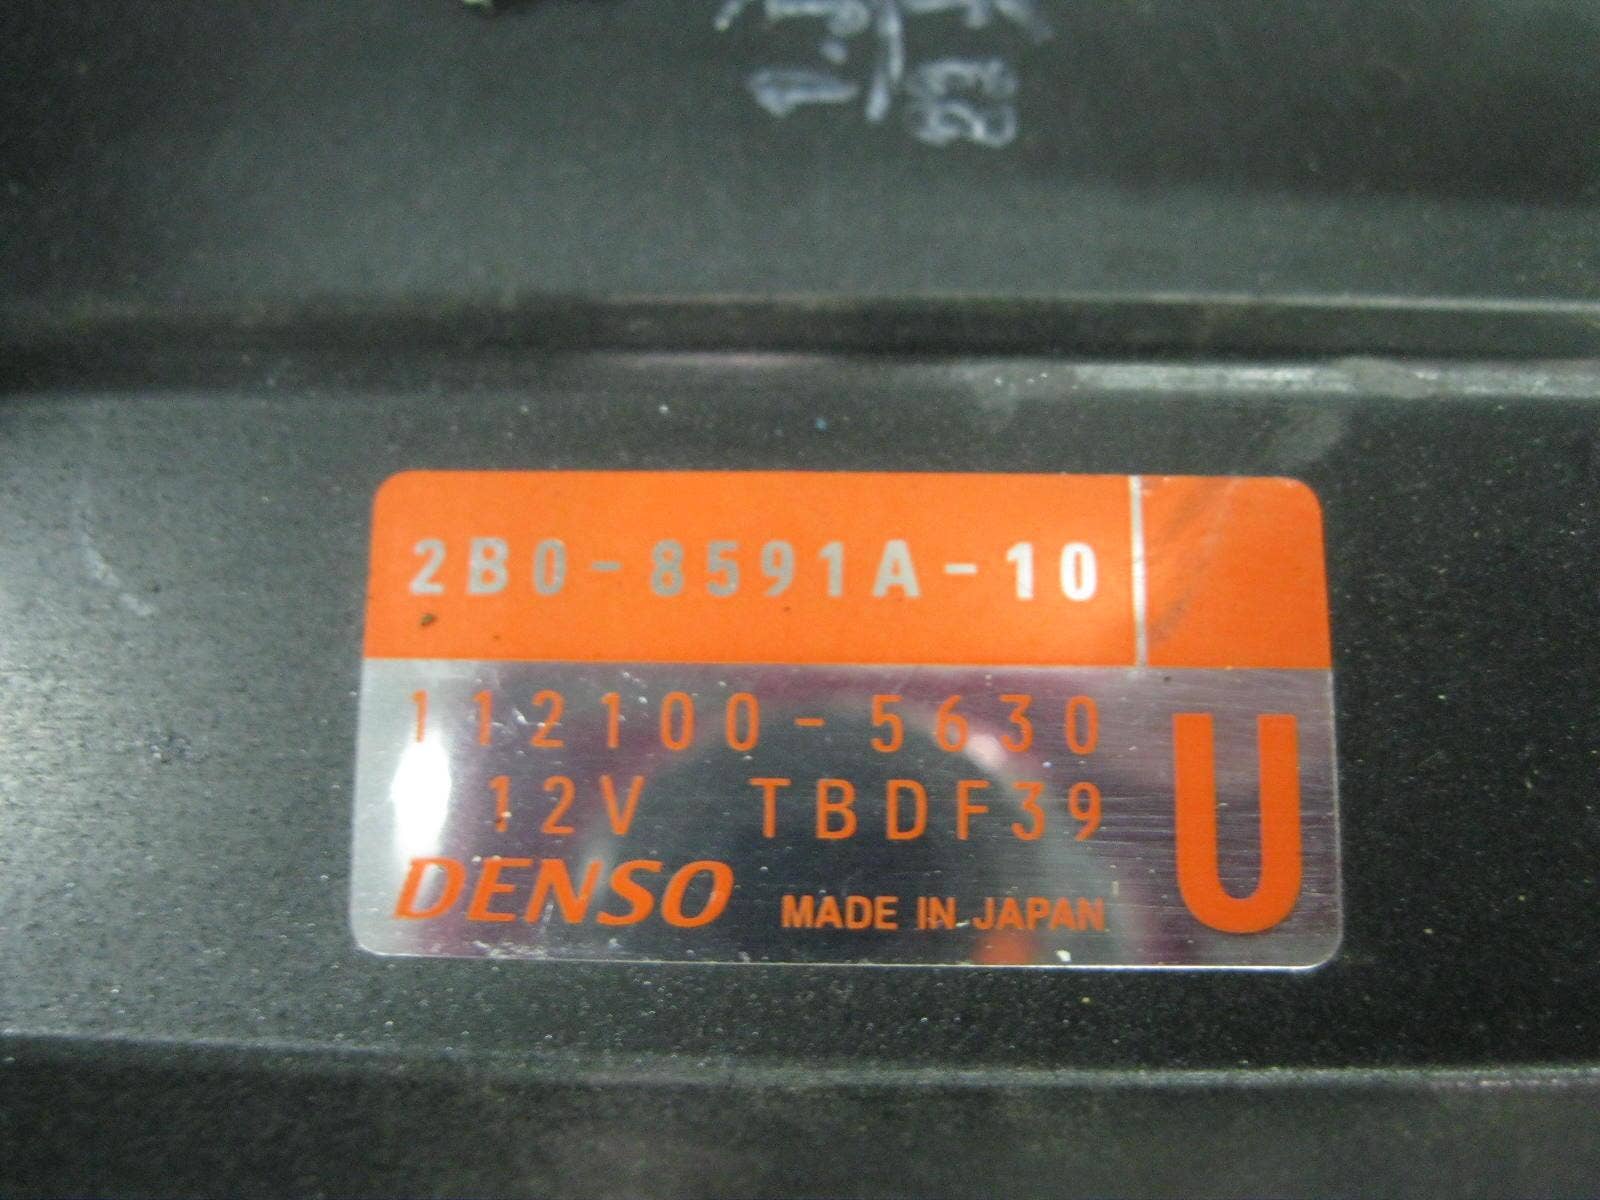 2B0-8591A-10
112100-5630
12V TBDF39
U
DENSO MADE IN JAPAN